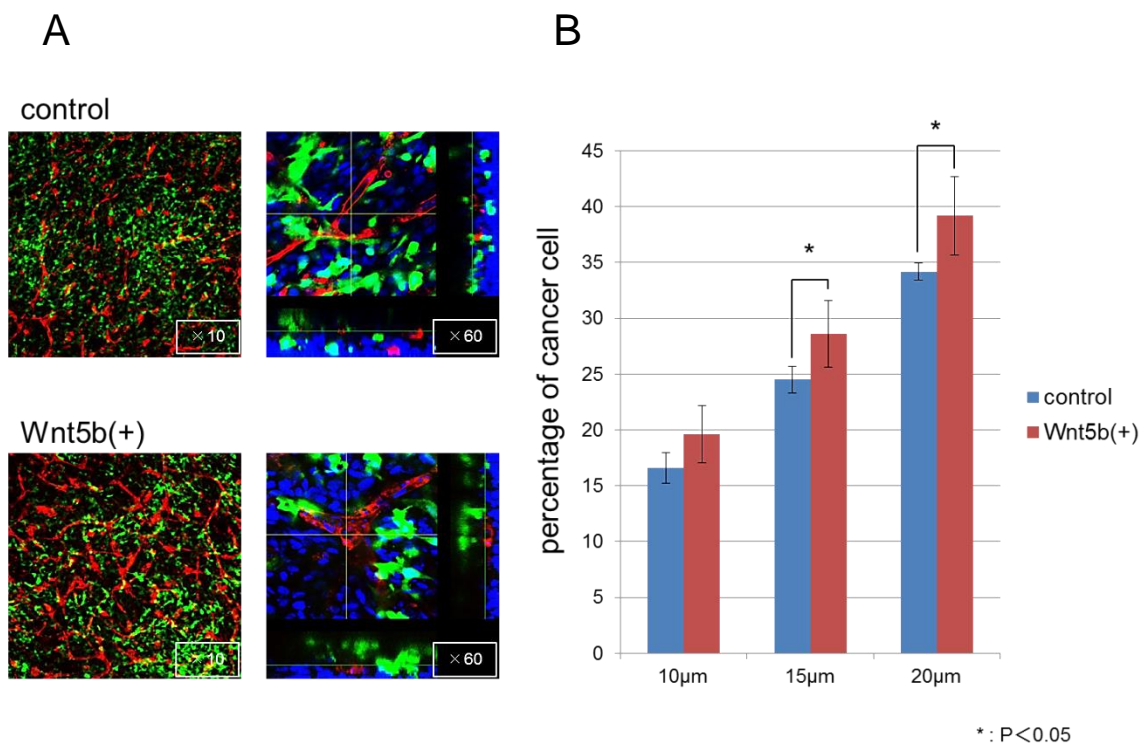 A
control
× 10
× 60
Wnt5b(+)
× 10
× 60
B
percentage of cancer cell
45
40
35
30
25
20
15
10
5
0
*
*
10μm
15μm
20μm
control
Wnt5b(+)
* : P＜0.05